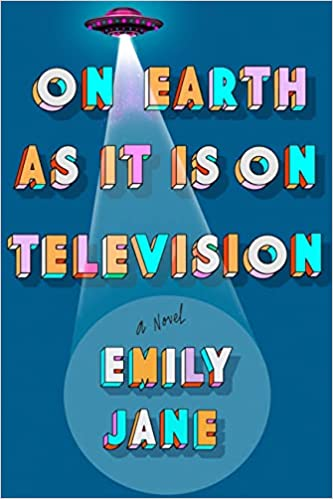 ON EARTH
AS IT IS ON
TELEVISION
a Novel
EMILY
JANE